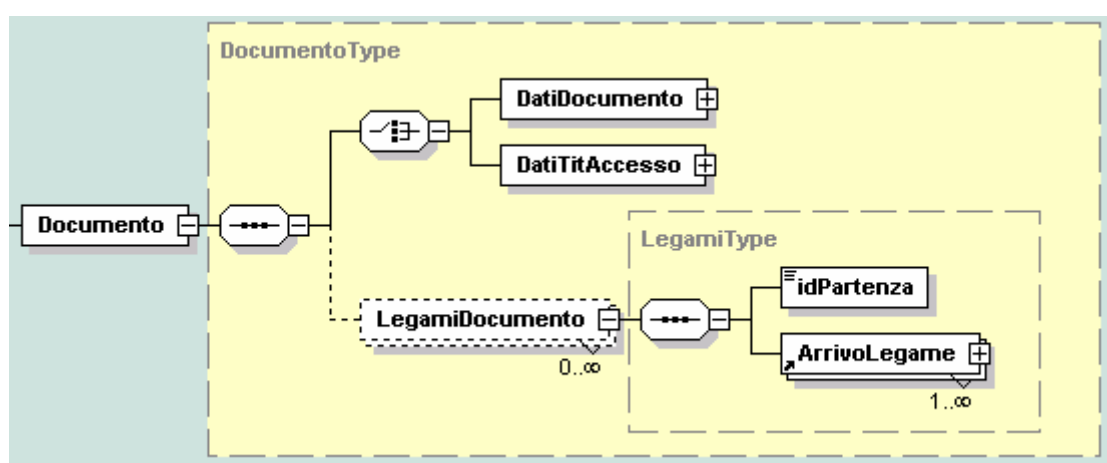 DocumentoType
DatiDocumento
DatiTitAccesso
Documento
LegamiType
idPartenza
LegamiDocumento
0..∞
ArrivoLegame
1..∞